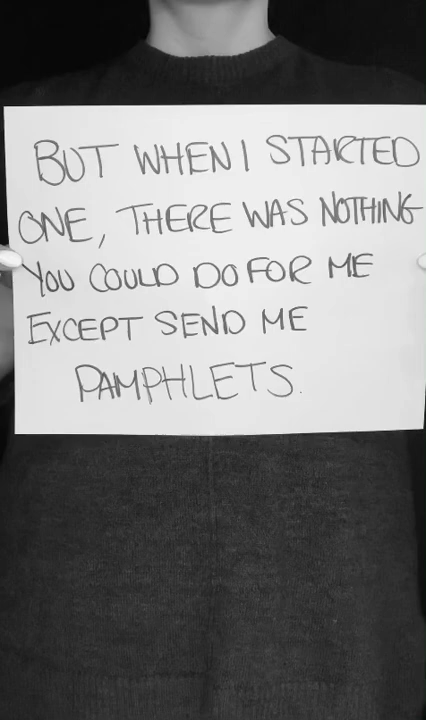 BUT WHEN I STARTED
ONE, THERE WAS NOTHING
YOU COULD DO FOR ME
EXCEPT SEND ME
PAMPHLETS.